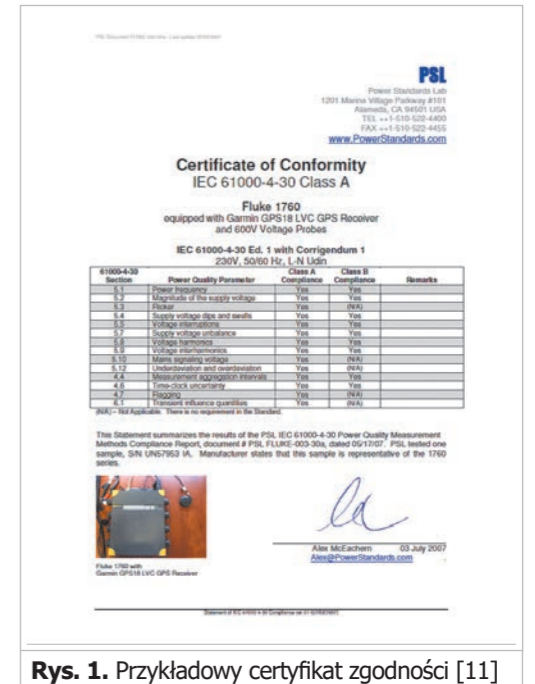 PSL
Power Standards Lab
1201 Marina Village Parkway #101
Alameda, CA 94501 USA
TEL ++1-510-522-4400
FAX ++1-510-522-4455
www.PowerStandards.com
Certificate of Conformity
IEC 61000-4-30 Class A
Fluke 1760
equipped with Garmin GPS18 LVC GPS Receiver
and 600V Voltage Probes
IEC 61000-4-30 Ed. 1 with Corrigendum 1
230V, 50/60 Hz, L-N Udin
61000-4-30 Section Power Quality Parameter Class A Compliance Class B Compliance Remarks
5.1 Power frequency Yes Yes
5.2 Magnitude of the supply voltage Yes Yes
5.3 Flicker Yes (N/A)
5.4 Supply voltage dips and swells Yes Yes
5.5 Voltage interruptions Yes Yes
5.7 Supply voltage unbalance Yes Yes
5.8 Voltage harmonics Yes Yes
5.9 Voltage interharmonics Yes Yes
5.10 Mains signaling voltage Yes (N/A)
5.12 Underdeviation and overdeviation Yes (N/A)
4.4 Measurement aggregation intervals Yes Yes
4.6 Time-clock uncertainty Yes Yes
4.7 Flagging Yes (N/A)
6.1 Transient influence quantities Yes (N/A)
(N/A) – Not Applicable. There is no requirement in the Standard.
This Statement summarizes the results of the PSL IEC 61000-4-30 Power Quality Measurement
Methods Compliance Report, document # PSL FLUKE-003-30a, dated 05/17/07. PSL tested one
sample, S/N UN57953 IA. Manufacturer states that this sample is representative of the 1760
series.
Alex McEachern 03 July 2007
Alex@PowerStandards.com
Fluke 1760 with
Garmin GPS18 LVC GPS Receiver
Statement of IEC 61000-4-30 Compliance
Rys. 1. Przykładowy certyfikat zgodności [11]